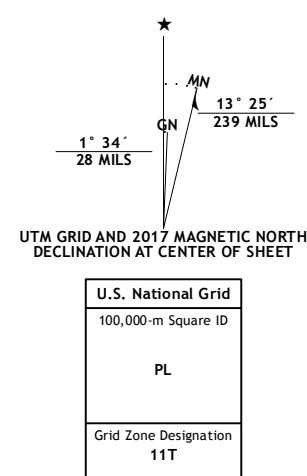 ★
MN
GN
13° 25´
239 MILS
1° 34´
28 MILS
UTM GRID AND 2017 MAGNETIC NORTH
DECLINATION AT CENTER OF SHEET
U.S. National Grid
100,000-m Square ID
PL
Grid Zone Designation
11T